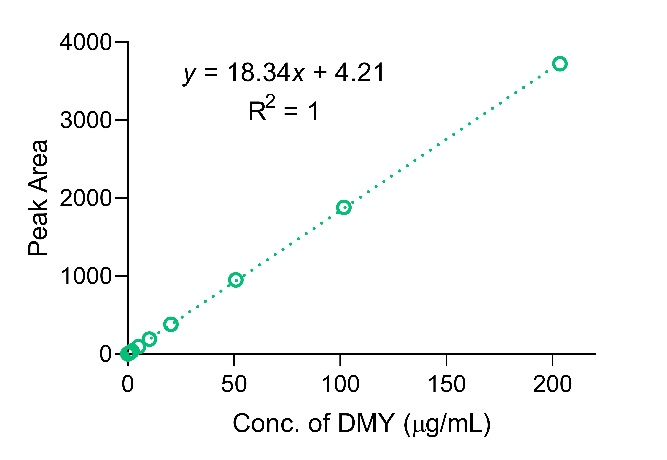 y = 18.34x + 4.21
R² = 1
4000
3000
2000
1000
0
Peak Area
0 50 100 150 200
Conc. of DMY (μg/mL)